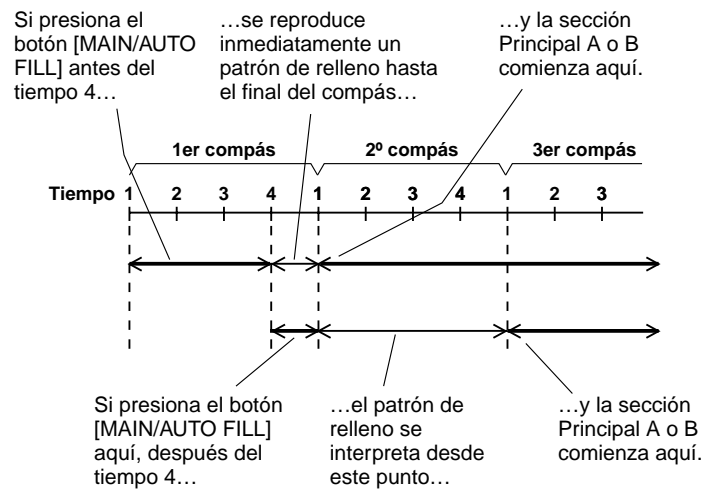 Si presiona el
botón [MAIN/AUTO
FILL] antes del
tiempo 4…
…se reproduce
inmediatamente un
patrón de relleno hasta
el final del compás…
…y la sección
Principal A o B
comienza aquí.
1er compás 2º compás 3er compás
Tiempo 1 2 3 4 1 2 3 4 1 2 3
Si presiona el botón
[MAIN/AUTO FILL]
aquí, después del
tiempo 4…
…el patrón de
relleno se
interpreta desde
este punto…
…y la sección
Principal A o B
comienza aquí.